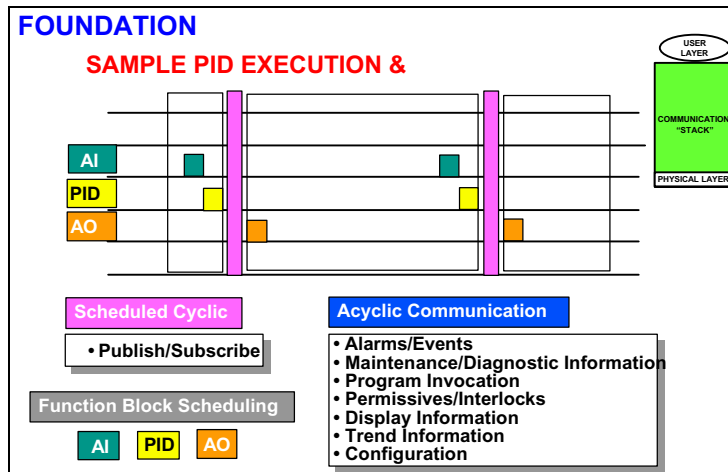 FOUNDATION
SAMPLE PID EXECUTION &
USER
LAYER
COMMUNICATION
“STACK”
PHYSICAL LAYER
AI
PID
AO
Scheduled Cyclic
• Publish/Subscribe
Function Block Scheduling
AI PID AO
Acyclic Communication
• Alarms/Events
• Maintenance/Diagnostic Information
• Program Invocation
• Permissives/Interlocks
• Display Information
• Trend Information
• Configuration